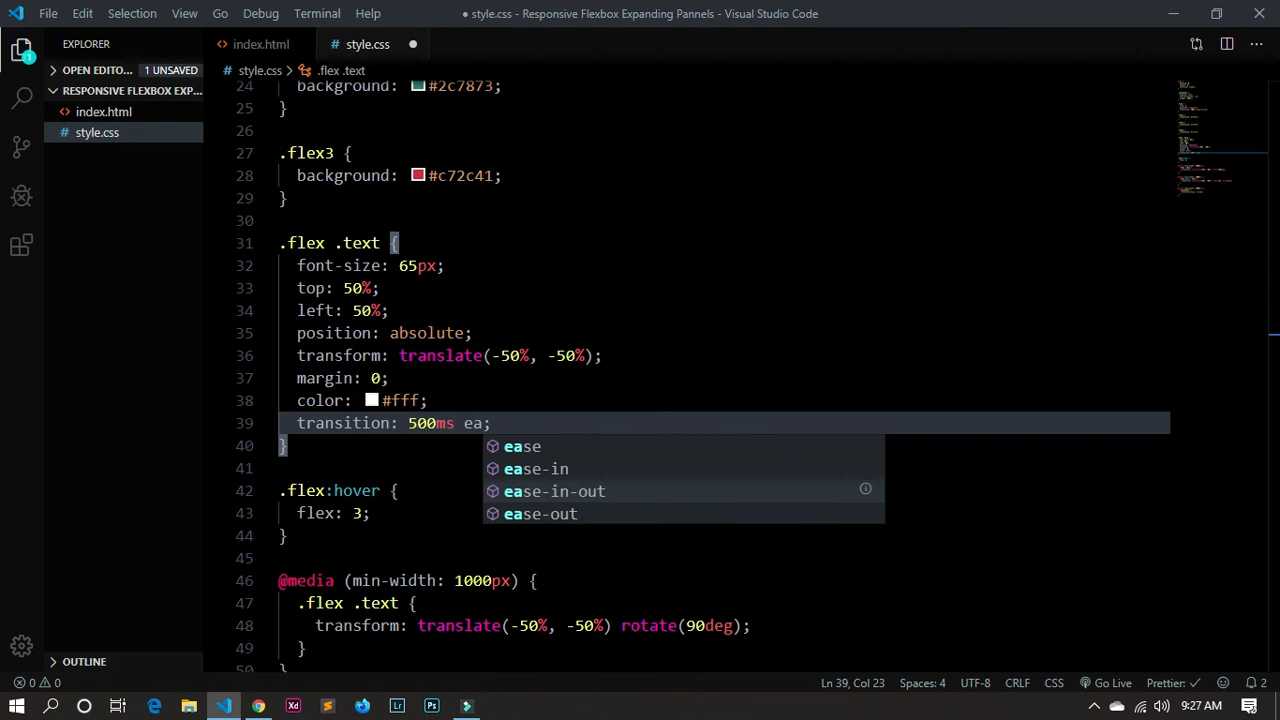 File Edit Selection View Go Debug Terminal Help
● style.css - Responsive Flexbox Expanding Pannels - Visual Studio Code
EXPLORER
index.html
style.css
1
OPEN EDITO... 1 UNSAVED
RESPONSIVE FLEXBOX EXP...
index.html
# style.css
# style.css > .flex .text
24 background: #2c7873;
25 }
26
27 .flex3 {
28 background: #c72c41;
29 }
30
31 .flex .text {
32 font-size: 65px;
33 top: 50%;
34 left: 50%;
35 position: absolute;
36 transform: translate(-50%, -50%);
37 margin: 0;
38 color: #fff;
39 transition: 500ms ea;
40 }
ease
ease-in
ease-in-out
ease-out
41
42 .flex:hover {
43 flex: 3;
44 }
45
46 @media (min-width: 1000px) {
47 .flex .text {
48 transform: translate(-50%, -50%) rotate(90deg);
49 }
50 }
OUTLINE
0 0
Ln 39, Col 23 Spaces: 4 UTF-8 CRLF CSS Go Live Prettier: ✓ 2
Xd Lr Ps
9:27 AM